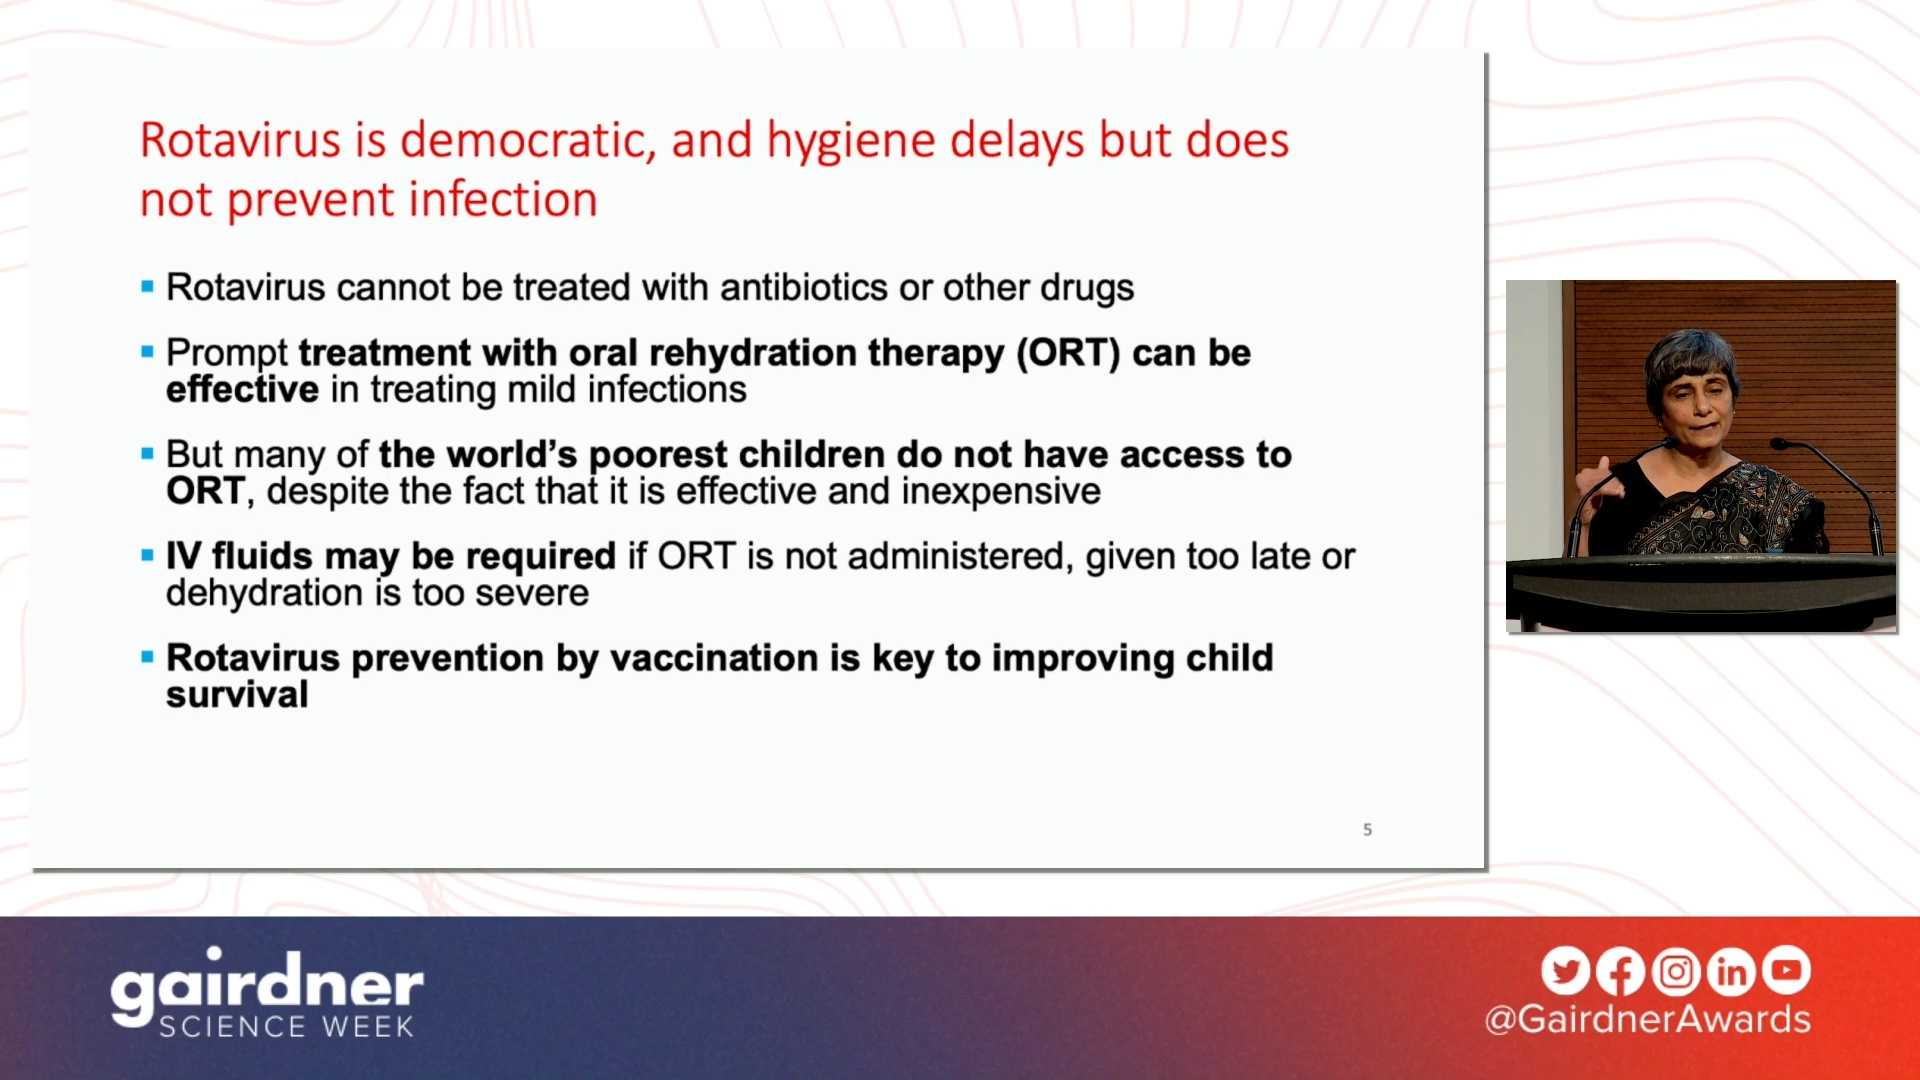 Rotavirus is democratic, and hygiene delays but does
not prevent infection
Rotavirus cannot be treated with antibiotics or other drugs
Prompt treatment with oral rehydration therapy (ORT) can be
effective in treating mild infections
But many of the world's poorest children do not have access to
ORT, despite the fact that it is effective and inexpensive
IV fluids may be required if ORT is not administered, given too late or
dehydration is too severe
Rotavirus prevention by vaccination is key to improving child
survival
5
gairdner
SCIENCE WEEK
@GairdnerAwards